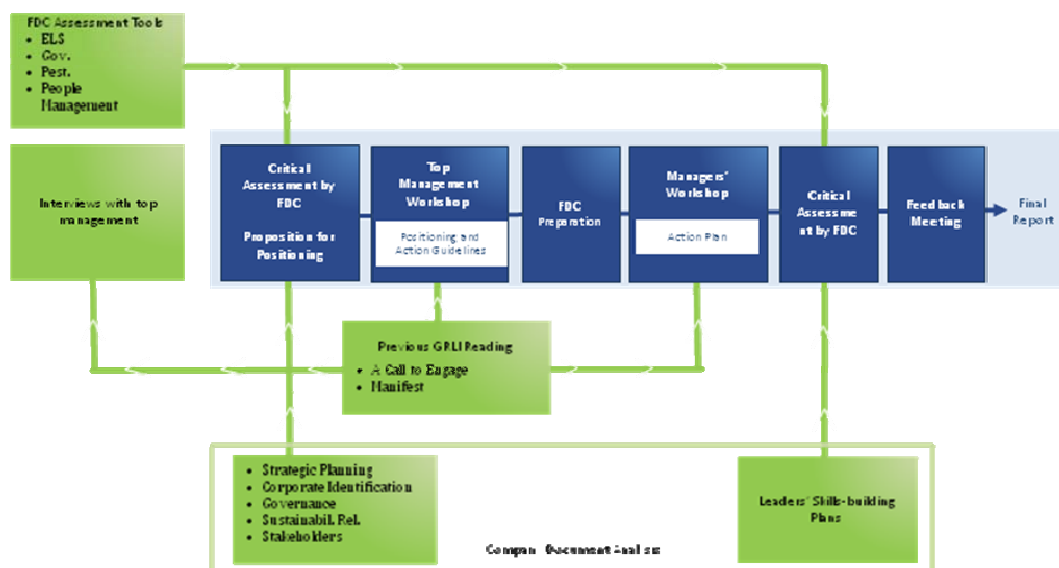 FDC Assessment Tools
• ELS
• Gov.
• Pest.
• People
Management
Interviews with top
management
Critical
Assessment by
FDC
Proposition for
Positioning
Top
Management
Workshop
Positioning and
Action Guidelines
FDC
Preparation
Managers'
Workshop
Action Plan
Critical
Assessme
nt by FDC
Feedback
Meeting
Final
Report
Previous GRLI Reading
• A Call to Engage
• Manifest
• Strategic Planning
• Corporate Identification
• Governance
• Sustainabil. Rel.
• Stakeholders
Leaders' Skills-building
Plans
Document Analysis